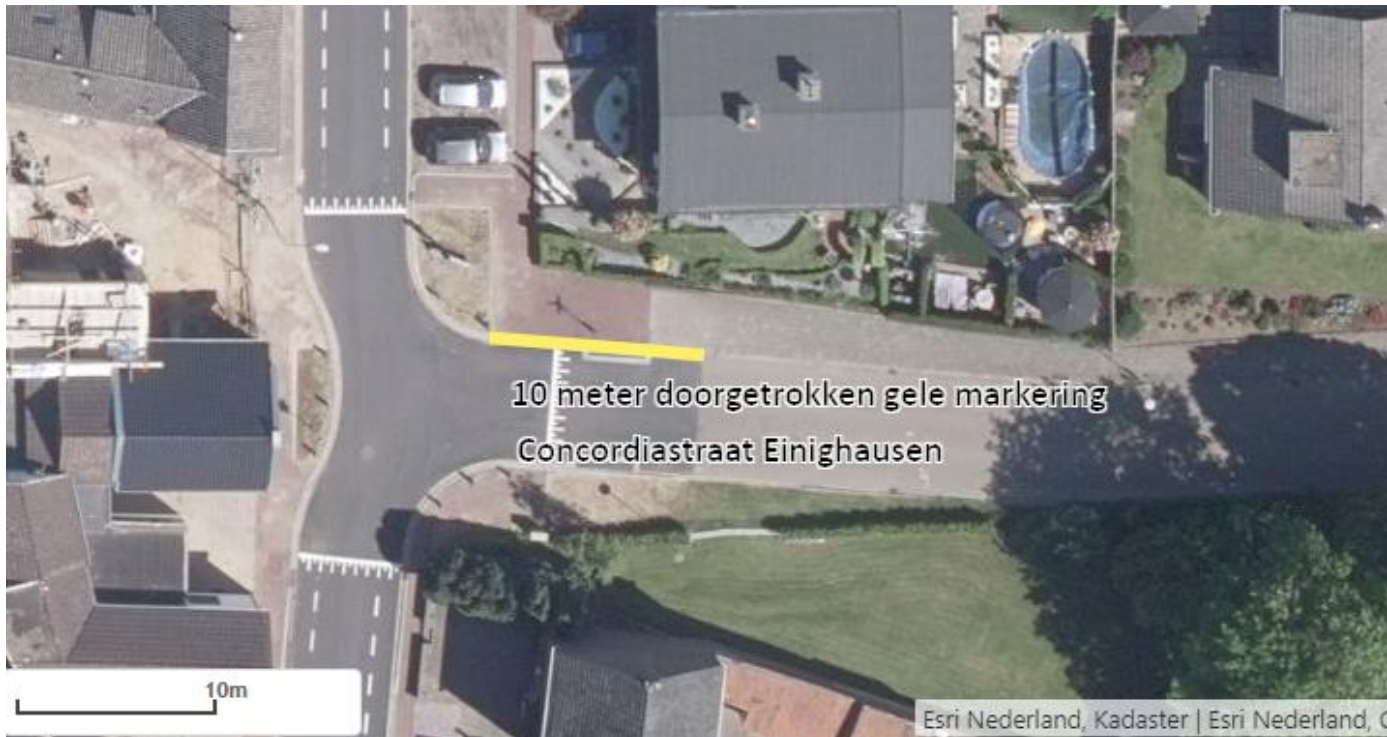 10 meter doorgetrokken gele markering
Concordiastraat Einighausen
10m
Esri Nederland, Kadaster | Esri Nederland, C